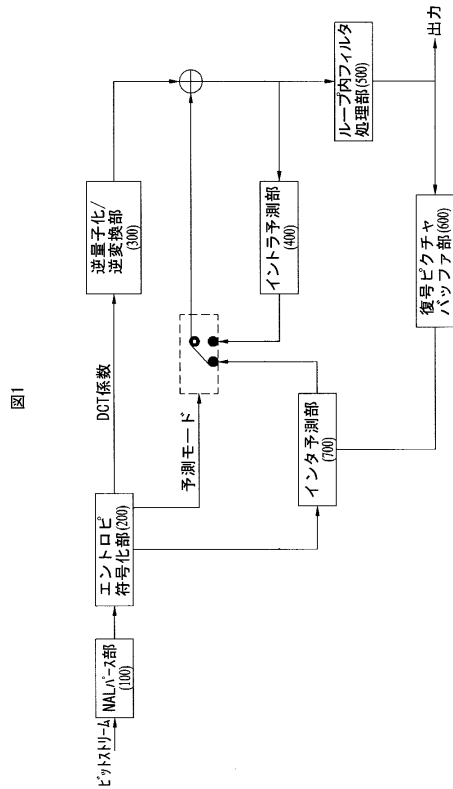 図1
ビットストリーム
NALパース部
(100)
エントロピ
符号化部(200)
DCT係数
予測モード
逆量子化/
逆変換部
(300)
イントラ予測部
(400)
インタ予測部
(700)
ループ内フィルタ
処理部(500)
復号ピクチャ
バッファ部(600)
出力